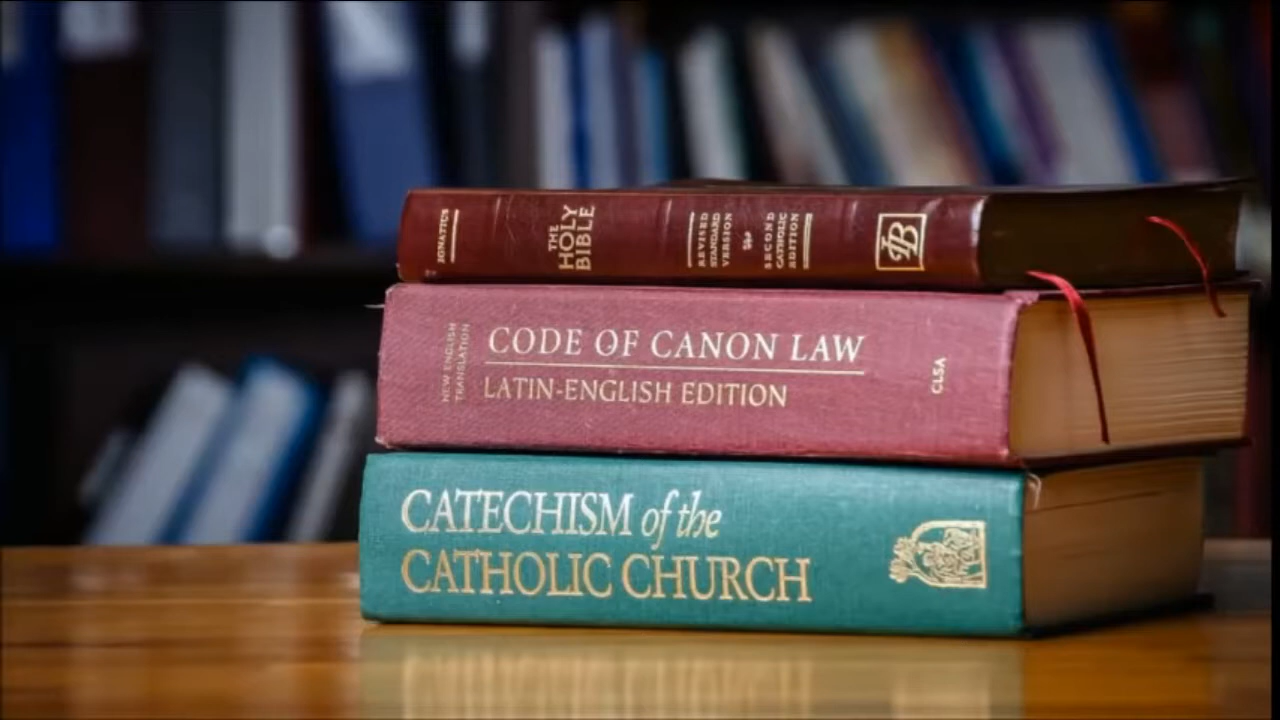 IGNATIUS
THE
HOLY
BIBLE
REVISED
STANDARD
VERSION
SECOND
CATHOLIC
EDITION
IB
NEW ENGLISH
TRANSLATION
CODE OF CANON LAW
LATIN-ENGLISH EDITION
CLSA
CATECHISM of the
CATHOLIC CHURCH